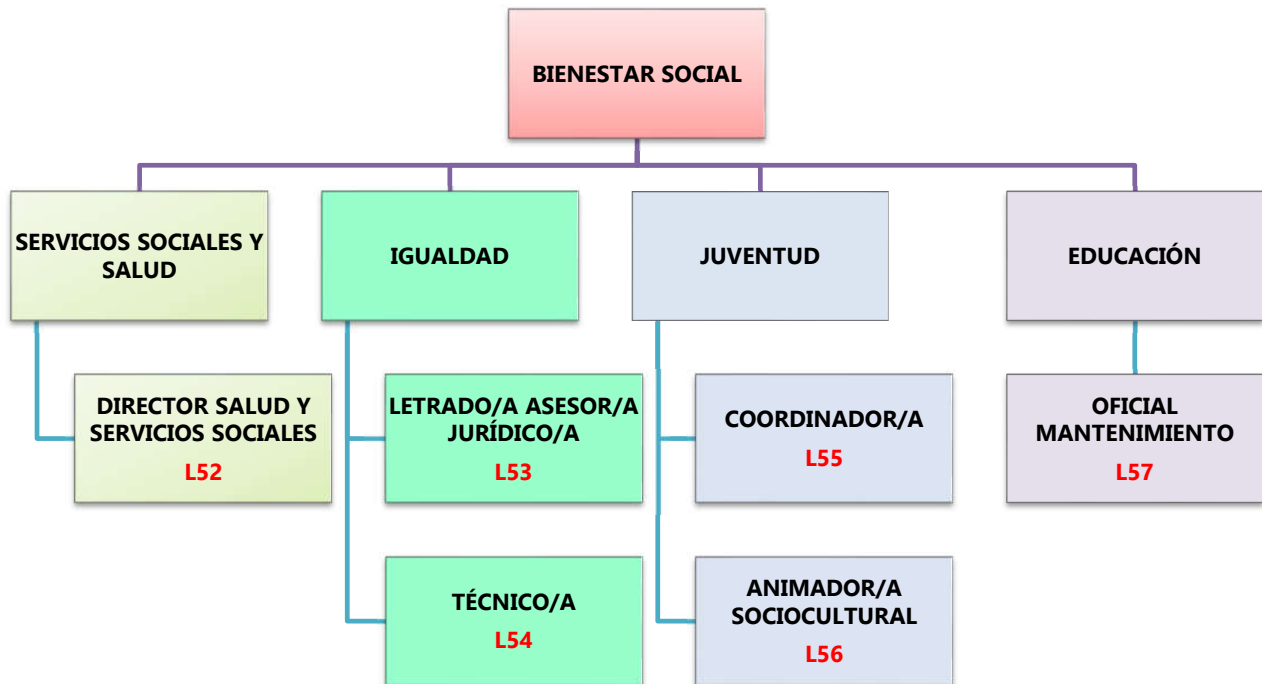 BIENESTAR SOCIAL
SERVICIOS SOCIALES Y
SALUD
IGUALDAD
JUVENTUD
EDUCACIÓN
DIRECTOR SALUD Y
SERVICIOS SOCIALES
L52
LETRADO/A ASESOR/A
JURÍDICO/A
L53
COORDINADOR/A
L55
OFICIAL
MANTENIMIENTO
L57
TÉCNICO/A
L54
ANIMADOR/A
SOCIOCULTURAL
L56